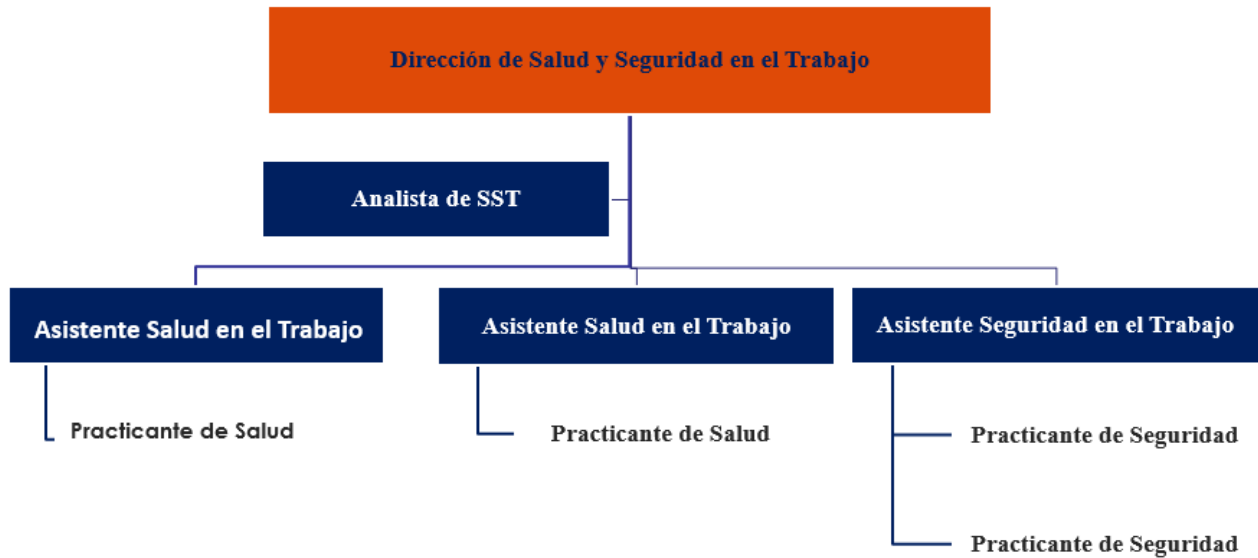 Dirección de Salud y Seguridad en el Trabajo
Analista de SST
Asistente Salud en el Trabajo
Asistente Salud en el Trabajo
Asistente Seguridad en el Trabajo
Practicante de Salud
Practicante de Salud
Practicante de Seguridad
Practicante de Seguridad